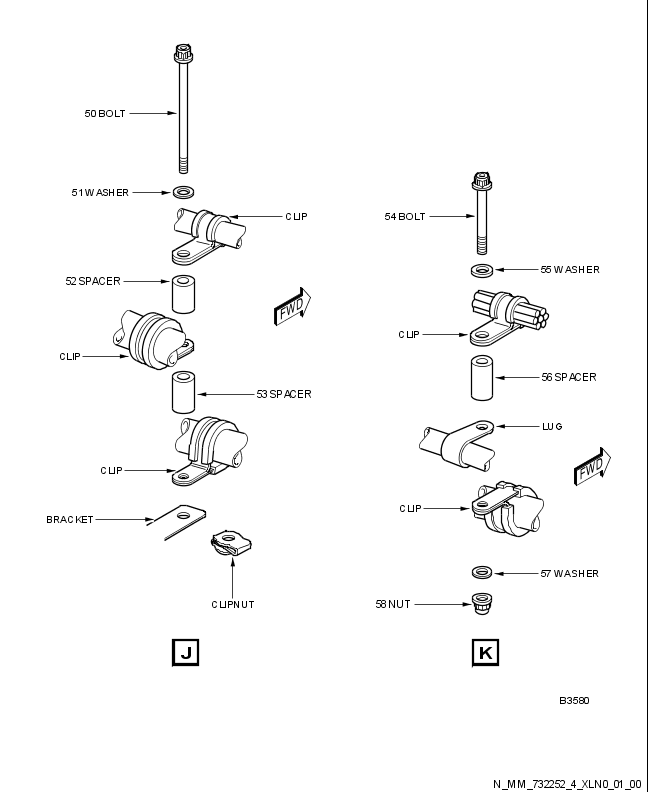 50 BOLT
51 WASHER
CLIP
52 SPACER
FWD
CLIP
53 SPACER
CLIP
BRACKET
CLIPNUT
J
54 BOLT
55 WASHER
CLIP
56 SPACER
LUG
FWD
CLIP
57 WASHER
58 NUT
K
B3580
N_MM_732252_4_XLN0_01_00